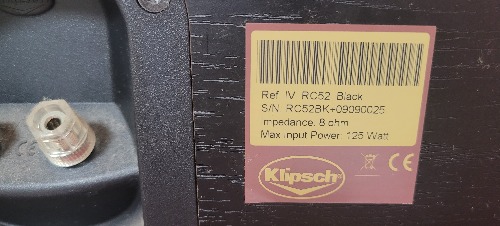 Ref. IV RC52 Black
S/N. RC52BK+09090025
Impedance. 8 ohm
Max Input Power. 125 Watt
Klipsch
CE